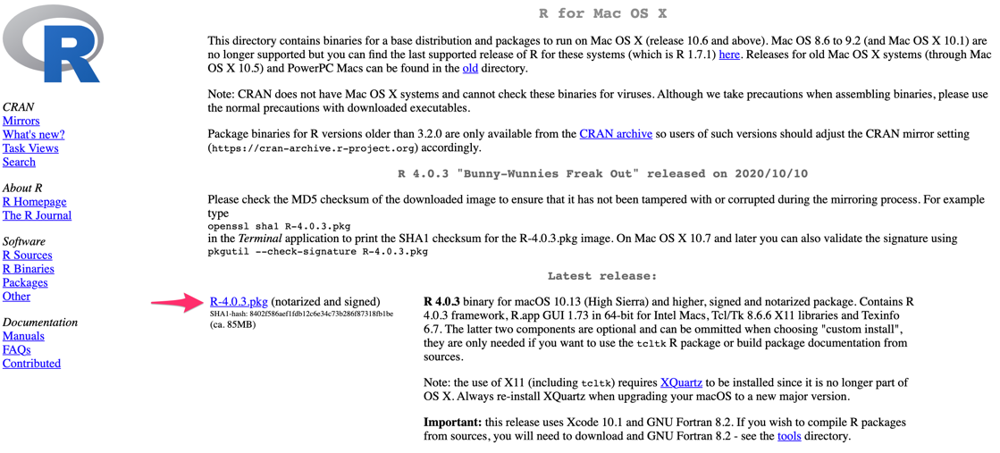 R
CRAN
Mirrors
What's new?
Task Views
Search
About R
R Homepage
The R Journal
Software
R Sources
R Binaries
Packages
Other
Documentation
Manuals
FAQs
Contributed
R for Mac OS X
This directory contains binaries for a base distribution and packages to run on Mac OS X (release 10.6 and above). Mac OS 8.6 to 9.2 (and Mac OS X 10.1) are
no longer supported but you can find the last supported release of R for these systems (which is R 1.7.1) here. Releases for old Mac OS X systems (through Mac
OS X 10.5) and PowerPC Macs can be found in the old directory.
Note: CRAN does not have Mac OS X systems and cannot check these binaries for viruses. Although we take precautions when assembling binaries, please use
the normal precautions with downloaded executables.
Package binaries for R versions older than 3.2.0 are only available from the CRAN archive so users of such versions should adjust the CRAN mirror setting
(https://cran-archive.r-project.org) accordingly.
R 4.0.3 "Bunny-Wunnies Freak Out" released on 2020/10/10
Please check the MD5 checksum of the downloaded image to ensure that it has not been tampered with or corrupted during the mirroring process. For example
type
openssl sha1 R-4.0.3.pkg
in the Terminal application to print the SHA1 checksum for the R-4.0.3.pkg image. On Mac OS X 10.7 and later you can also validate the signature using
pkgutil --check-signature R-4.0.3.pkg
Latest release:
R-4.0.3.pkg (notarized and signed)
SHA1-hash: 8402f586aef1fdb12c6e34c73b286f87318fb1be
(ca. 85MB)
R 4.0.3 binary for macOS 10.13 (High Sierra) and higher, signed and notarized package. Contains R
4.0.3 framework, R.app GUI 1.73 in 64-bit for Intel Macs, Tcl/Tk 8.6.6 X11 libraries and Texinfo
6.7. The latter two components are optional and can be ommitted when choosing "custom install",
they are only needed if you want to use the tcltk R package or build package documentation from
sources.
Note: the use of X11 (including tcltk) requires XQuartz to be installed since it is no longer part of
OS X. Always re-install XQuartz when upgrading your macOS to a new major version.
Important: this release uses Xcode 10.1 and GNU Fortran 8.2. If you wish to compile R packages
from sources, you will need to download and GNU Fortran 8.2 - see the tools directory.